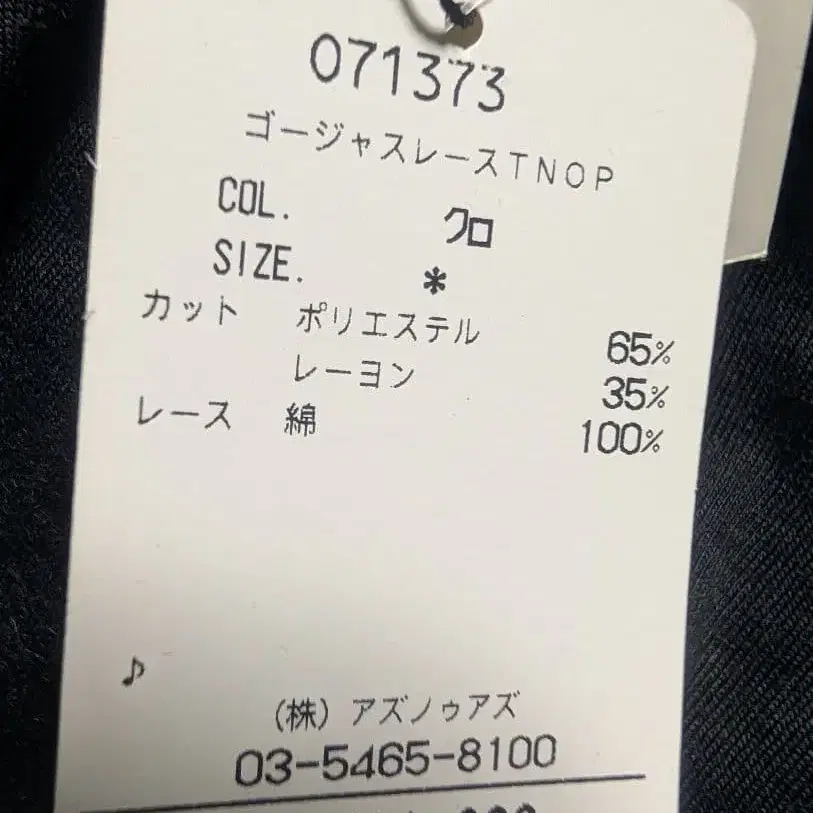 071373
ゴージャスレースTNOP
COL. クロ
SIZE. *
カット ポリエステル 65%
レーヨン 35%
レース 綿 100%
♪
(株) アズノゥアズ
03-5465-8100